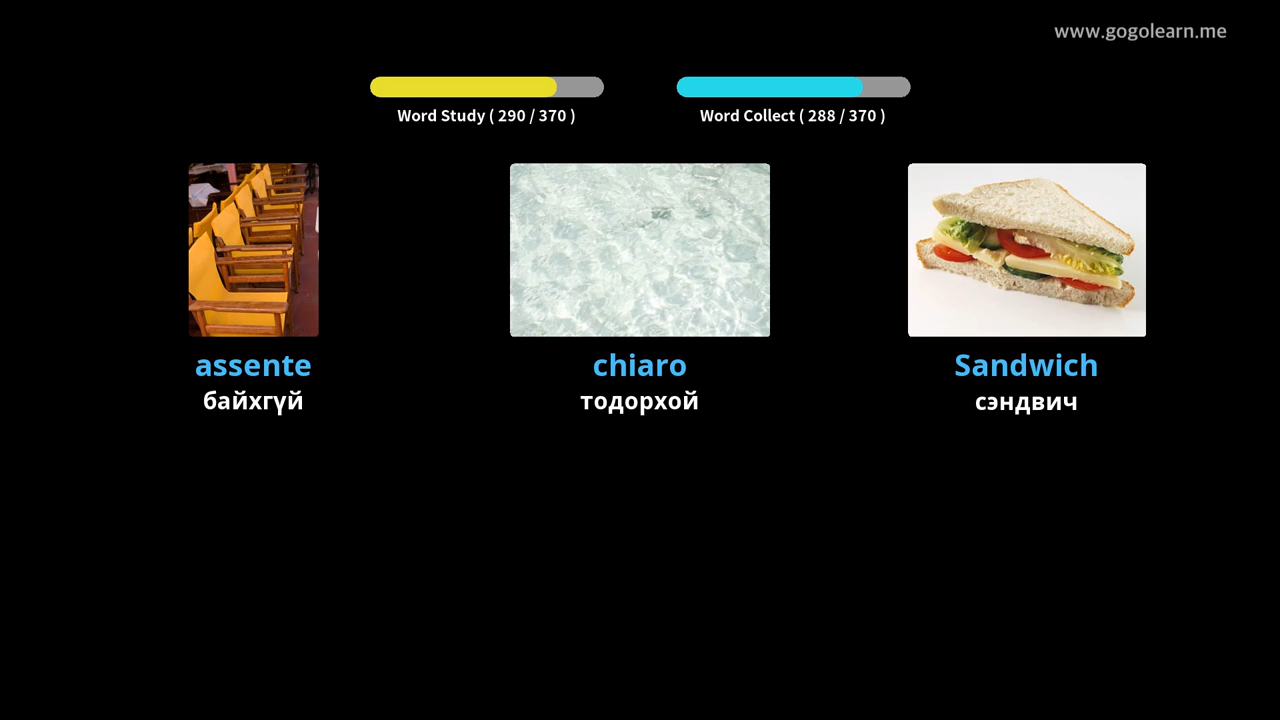 www.gogolearn.me
Word Study ( 290 / 370 )
Word Collect ( 288 / 370 )
assente
байхгүй
chiaro
тодорхой
Sandwich
сэндвич